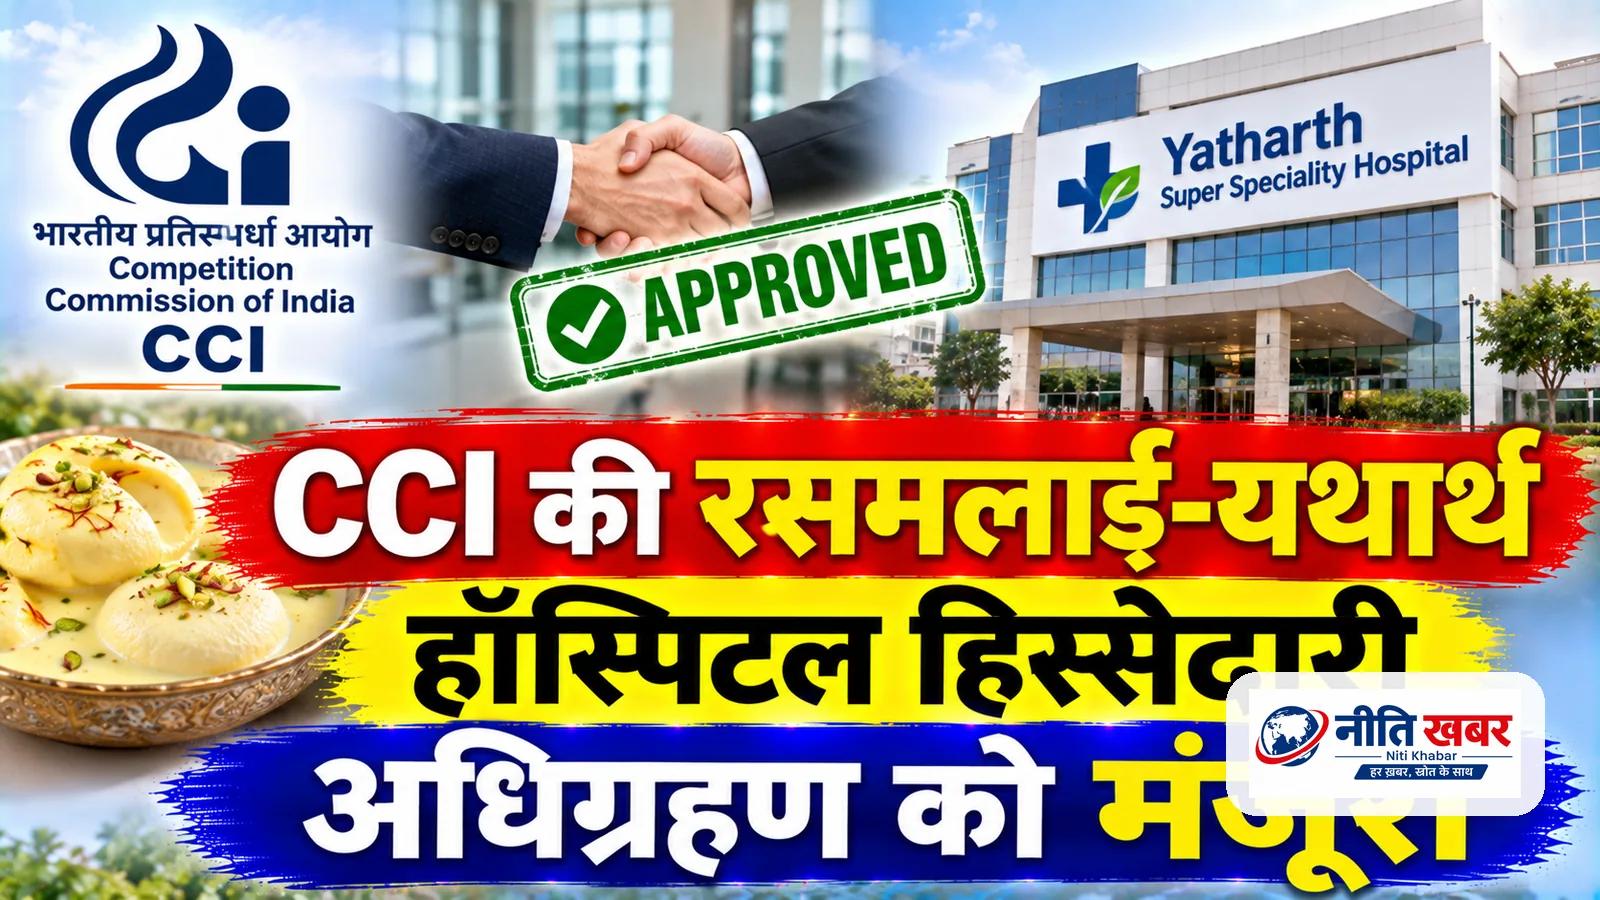 भारतीय प्रतिस्पर्धा आयोग
Competition
Commission of India
CCI
APPROVED
Yatharth
Super Speciality Hospital
CCI की रसमलाई-यथार्थ
हॉस्पिटल हिस्सेदारी
अधिग्रहण को मंजूरी
नीति खबर
Niti Khabar
हर ख़बर, स्रोत के साथ